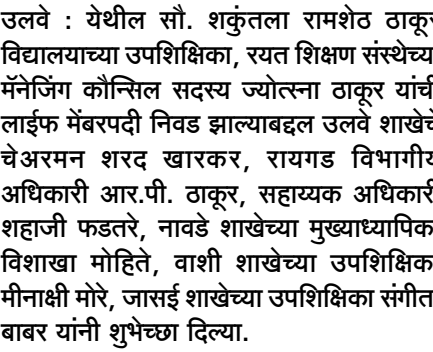 उलवे : येथील सौ. शकुंतला रामशेठ ठाकूर
विद्यालयाच्या उपशिक्षिका, रयत शिक्षण संस्थेच्य
मॅनेजिंग कौन्सिल सदस्य ज्योत्स्ना ठाकूर यांची
लाईफ मेंबरपदी निवड झाल्याबद्दल उलवे शाखेचे
चेअरमन शरद खारकर, रायगड विभागीय
अधिकारी आर.पी. ठाकूर, सहाय्यक अधिकारी
शहाजी फडतरे, नावडे शाखेच्या मुख्याध्यापिक
विशाखा मोहिते, वाशी शाखेच्या उपशिक्षिक
मीनाक्षी मोरे, जासई शाखेच्या उपशिक्षिका संगीत
बाबर यांनी शुभेच्छा दिल्या.